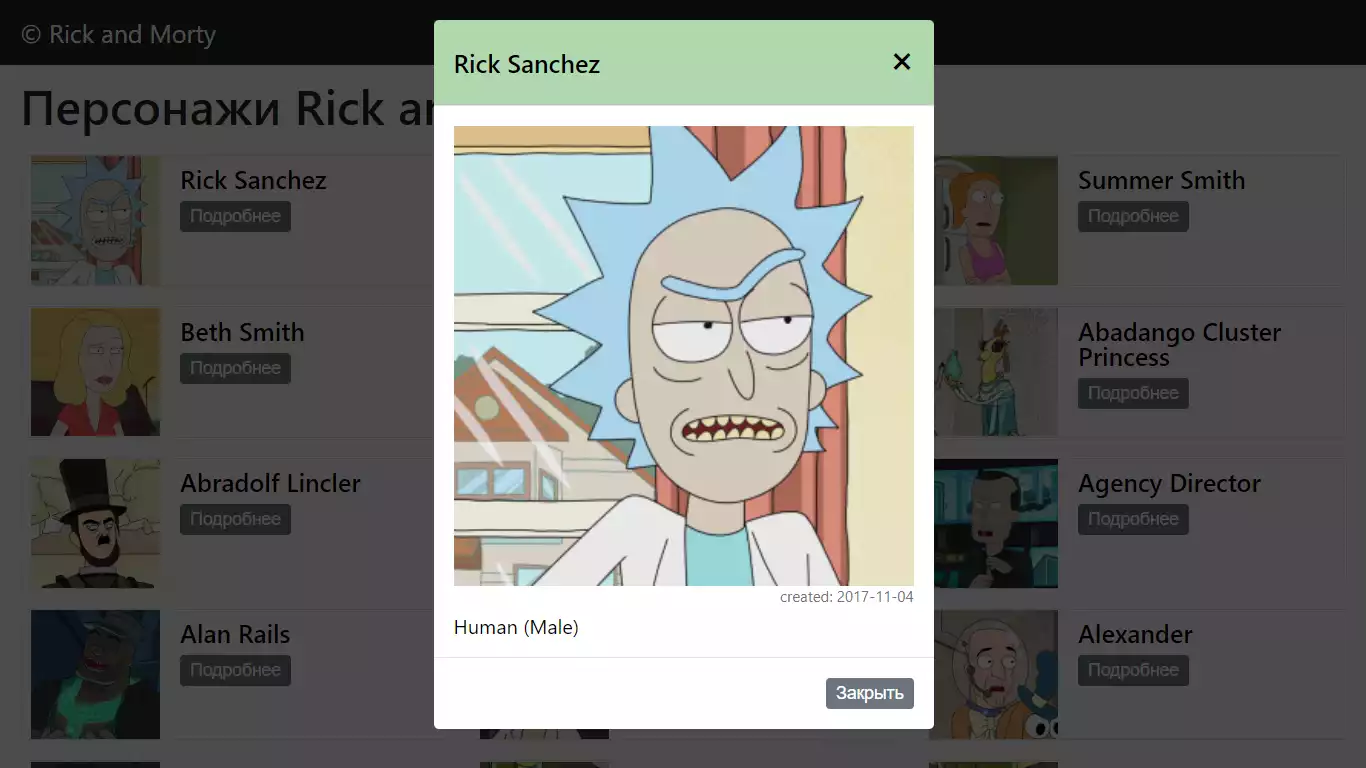 © Rick and Morty
Персонажи Rick an
Rick Sanchez
Подробнее
Summer Smith
Подробнее
Beth Smith
Подробнее
Abadango Cluster
Princess
Подробнее
Abradolf Lincler
Подробнее
Agency Director
Подробнее
Alan Rails
Подробнее
Alexander
Подробнее
Rick Sanchez
×
created: 2017-11-04
Human (Male)
Закрыть